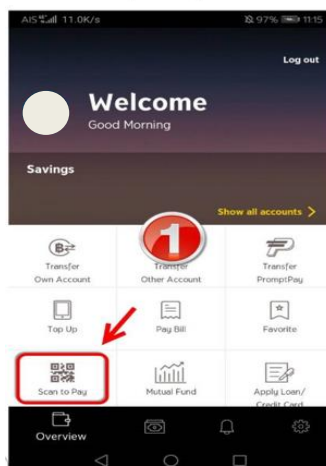 AIS 11.0K/s 97% 11:15
Log out
Welcome
Good Morning
Savings
Show all accounts >
1
Transfer
Own Account
Transfer
Other Account
Transfer
PromptPay
Top Up
Pay Bill
Favorite
Scan to Pay
Mutual Fund
Apply Loan/
Credit Card
Overview